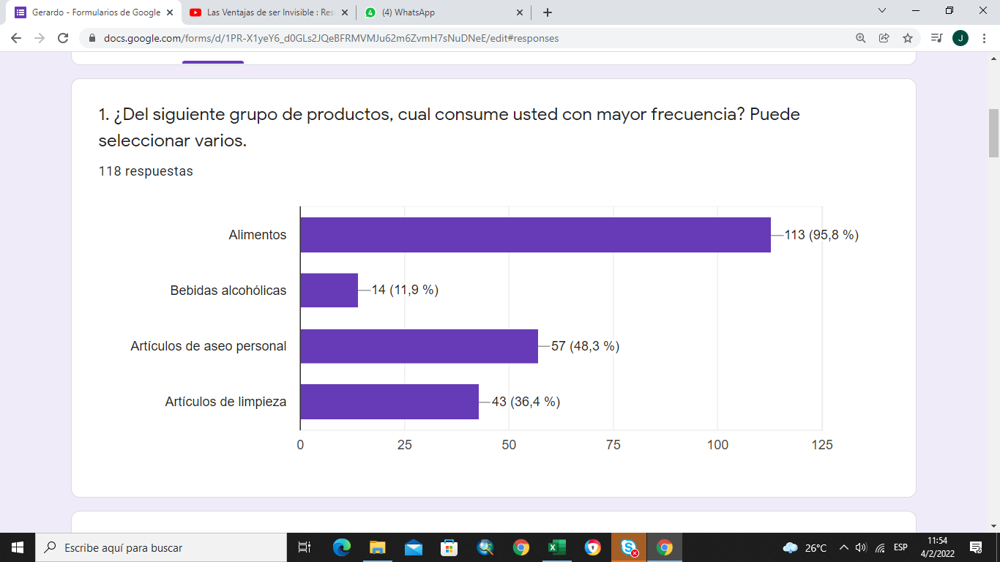 Gerardo - Formularios de Google
Las Ventajas de ser Invisible : Res
(4) WhatsApp
docs.google.com/forms/d/1PR-X1yeY6_d0GLs2JQeBFRMVMJu62m6ZvmH7sNuDNeE/edit#responses
J
1. ¿Del siguiente grupo de productos, cual consume usted con mayor frecuencia? Puede
seleccionar varios.
118 respuestas
Alimentos
113 (95,8 %)
Bebidas alcohólicas
14 (11,9 %)
Artículos de aseo personal
57 (48,3 %)
Artículos de limpieza
43 (36,4 %)
0 25 50 75 100 125
Escribe aquí para buscar
26°C
ESP
11:54
4/2/2022